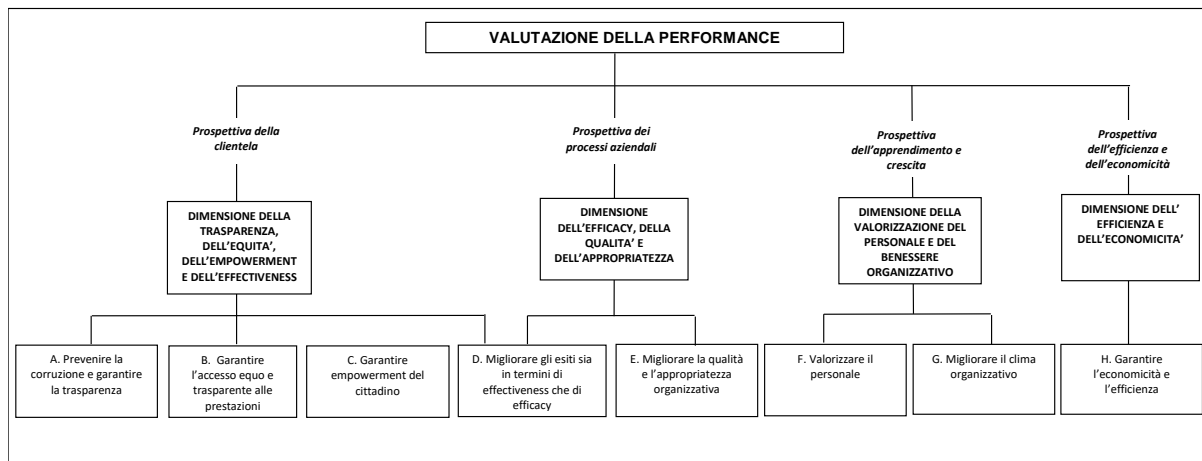 VALUTAZIONE DELLA PERFORMANCE
Prospettiva della
clientela
Prospettiva dei
processi aziendali
Prospettiva
dell'apprendimento e
crescita
Prospettiva
dell'efficienza e
dell'economicità
DIMENSIONE DELLA
TRASPARENZA,
DELL'EQUITA',
DELL'EMPOWERMENT
E DELL'EFFECTIVENESS
DIMENSIONE
DELL'EFFICACY, DELLA
QUALITA' E
DELL'APPROPRIATEZZA
DIMENSIONE DELLA
VALORIZZAZIONE DEL
PERSONALE E DEL
BENESSERE
ORGANIZZATIVO
DIMENSIONE DELL'
EFFICIENZA E
DELL'ECONOMICITA'
A. Prevenire la
corruzione e garantire
la trasparenza
B. Garantire
l'accesso equo e
trasparente alle
prestazioni
C. Garantire
empowerment del
cittadino
D. Migliorare gli esiti sia
in termini di
effectiveness che di
efficacy
E. Migliorare la qualità
e l'appropriatezza
organizzativa
F. Valorizzare il
personale
G. Migliorare il clima
organizzativo
H. Garantire
l'economicità e
l'efficienza